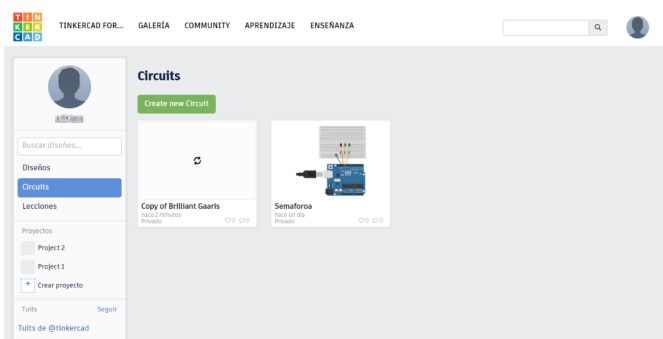 TIN
KER
CAD
TINKERCAD FOR... GALERÍA COMMUNITY APRENDIZAJE ENSEÑANZA
Circuits
Create new Circuit
Buscar diseños...
Diseños
Circuits
Lecciones
Copy of Brilliant Gaaris
hace 2 minutos
Privado 0 0
Semaforoa
hace un día
Privado 0 0
Proyectos
Project 2
Project 1
+ Crear proyecto
Tuits Seguir
Tuits de @tinkercad